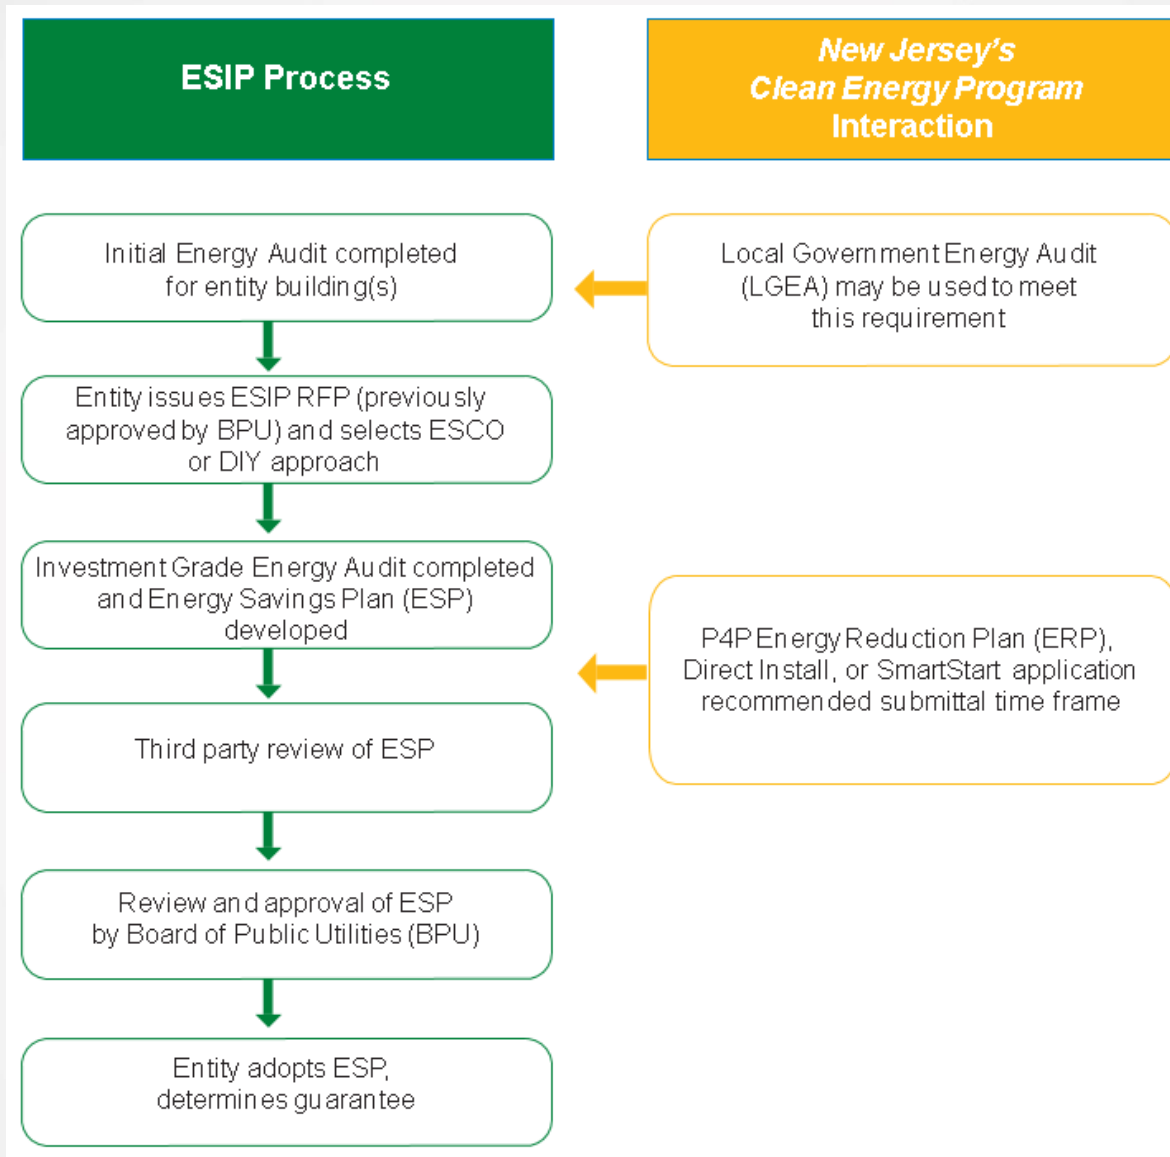 ESIP Process
New Jersey's
Clean Energy Program
Interaction
Initial Energy Audit completed
for entity building(s)
Local Government Energy Audit
(LGEA) may be used to meet
this requirement
Entity issues ESIP RFP (previously
approved by BPU) and selects ESCO
or DIY approach
Investment Grade Energy Audit completed
and Energy Savings Plan (ESP)
developed
P4P Energy Reduction Plan (ERP),
Direct Install, or SmartStart application
recommended submittal time frame
Third party review of ESP
Review and approval of ESP
by Board of Public Utilities (BPU)
Entity adopts ESP,
determines guarantee